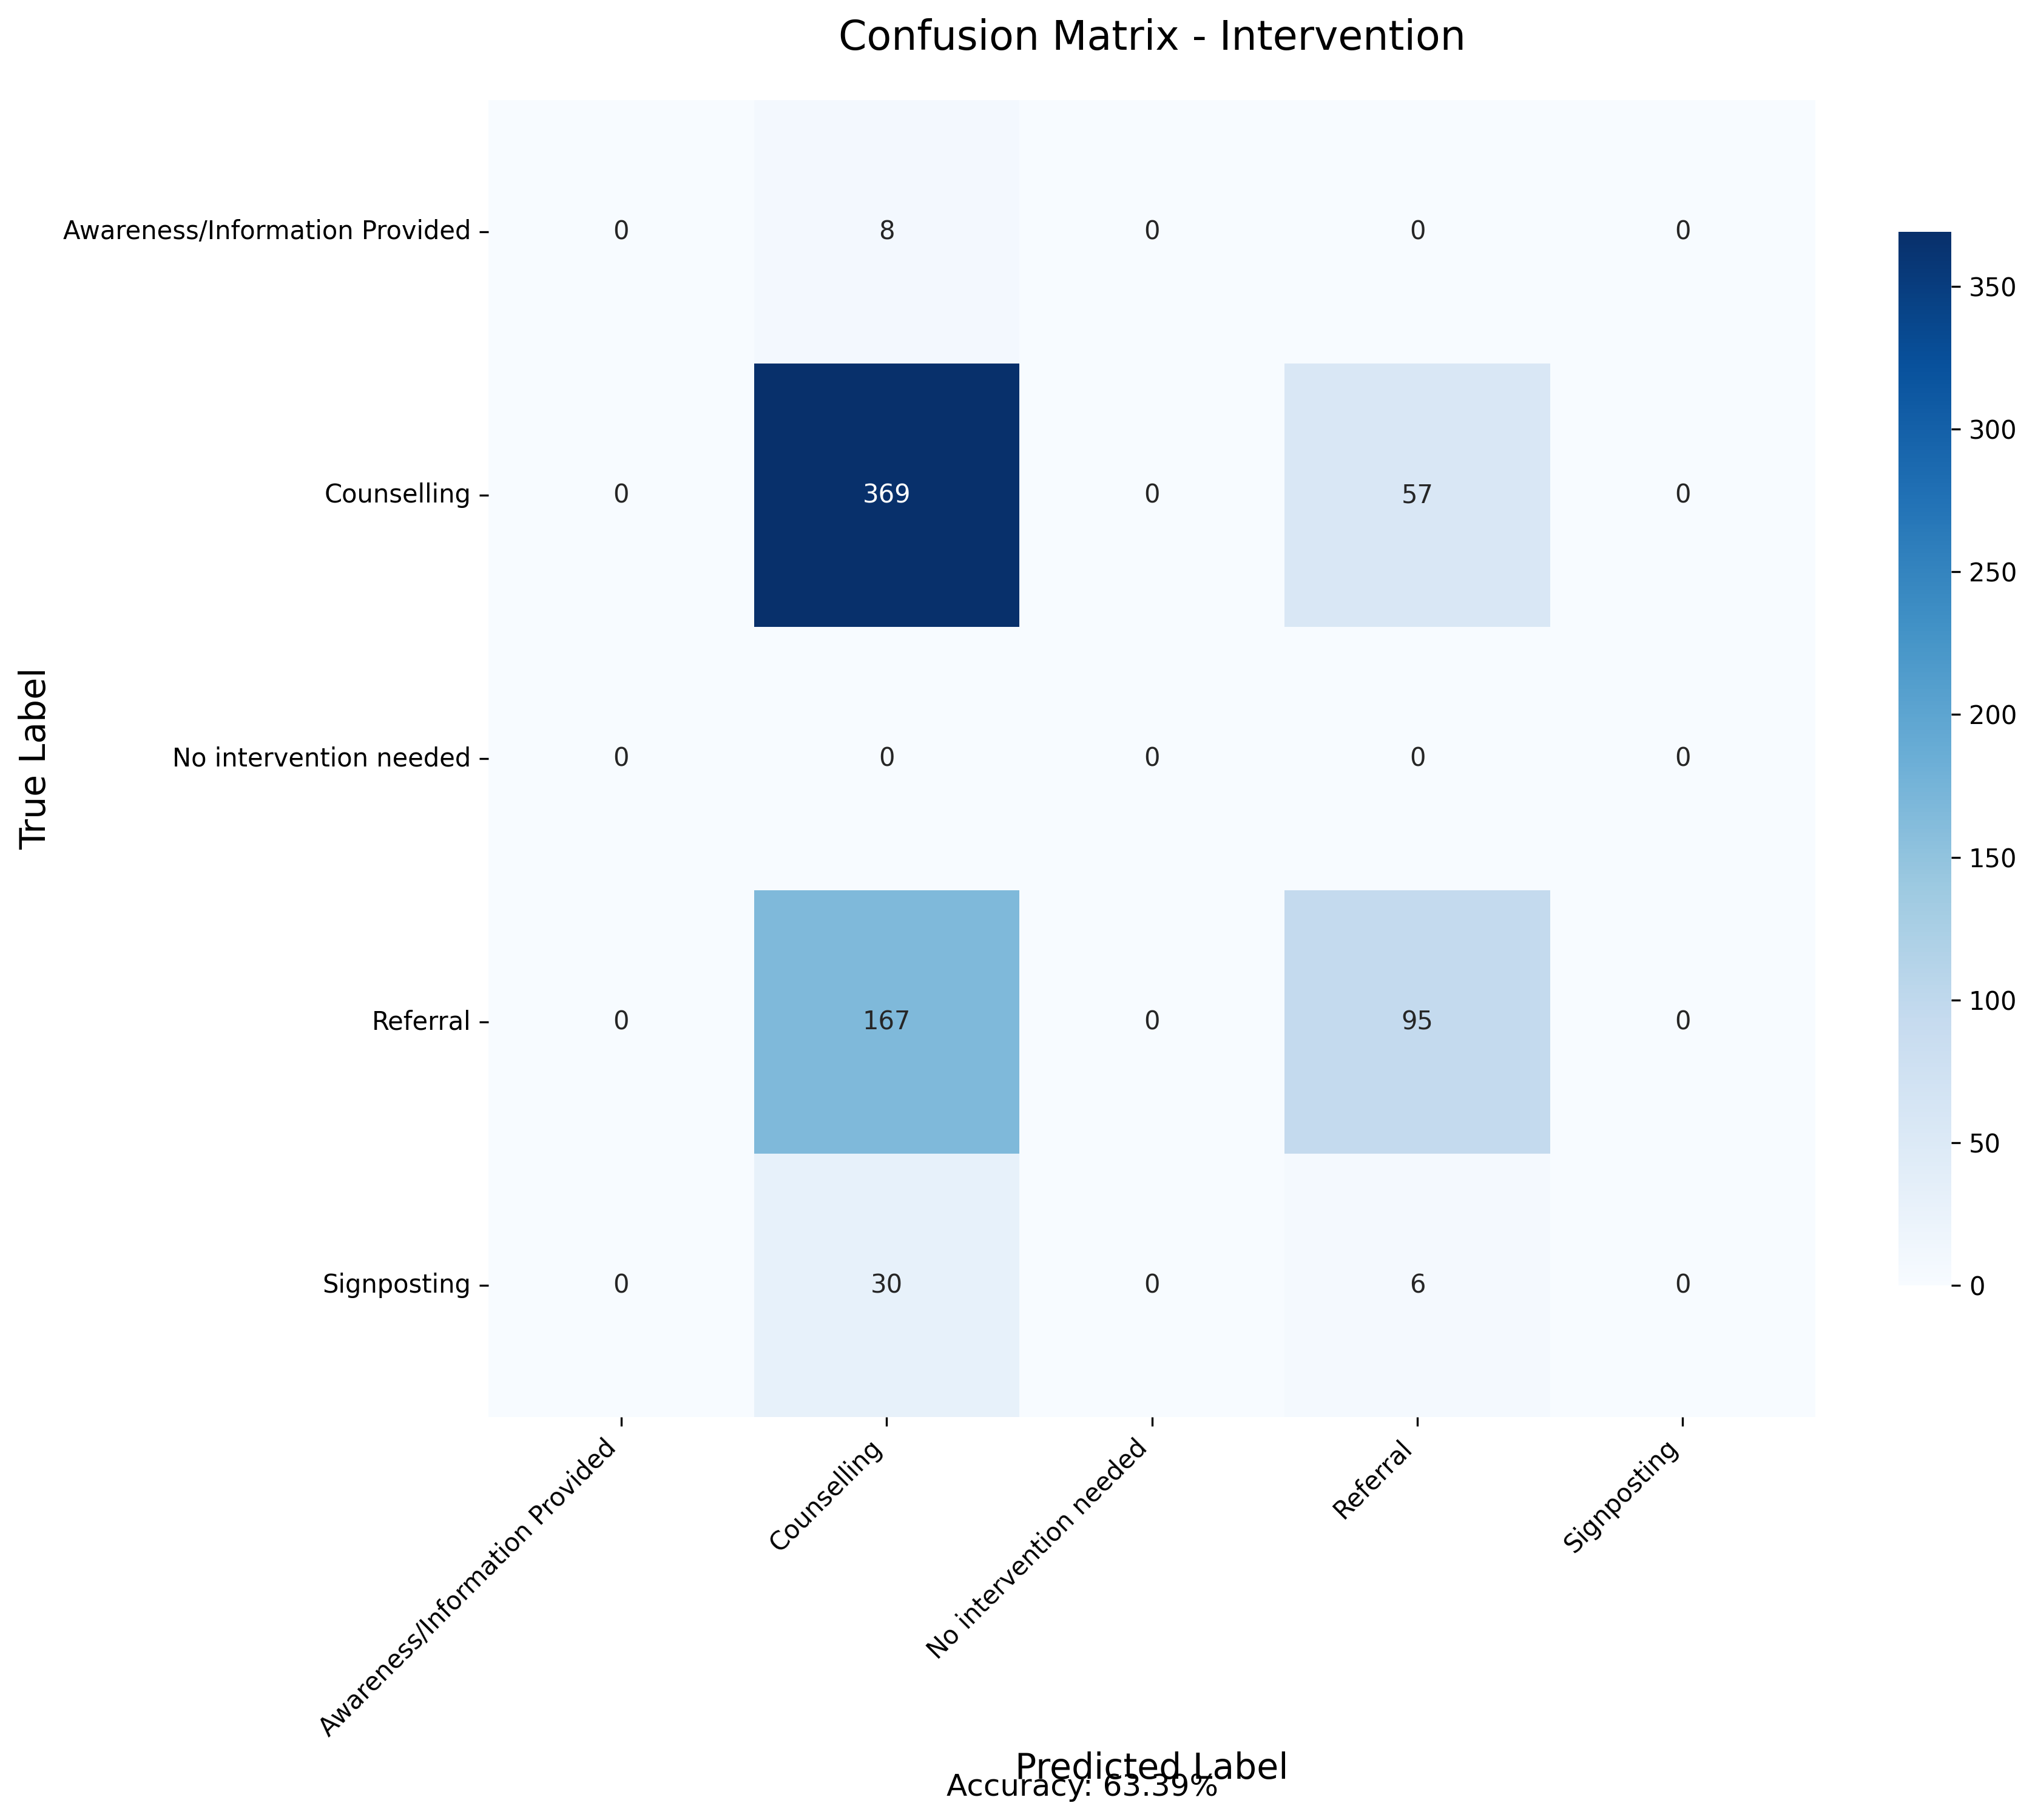 Confusion Matrix - Intervention
True Label
Awareness/Information Provided
0 8 0 0 0
Counselling
0 369 0 57 0
No intervention needed
0 0 0 0 0
Referral
0 167 0 95 0
Signposting
0 30 0 6 0
Awareness/Information Provided
Counselling
No intervention needed
Referral
Signposting
Predicted Label
Accuracy: 63.39%
350
300
250
200
150
100
50
0